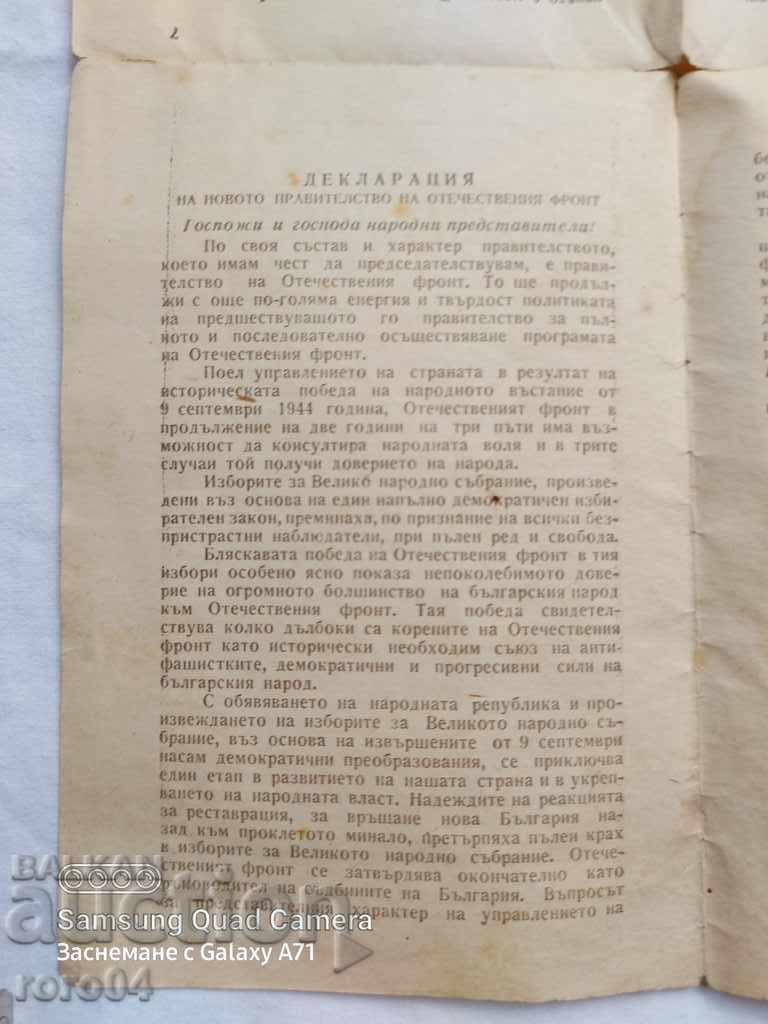 7
ДЕКЛАРАЦИЯ
НА НОВОТО ПРАВИТЕЛСТВО НА ОТЕЧЕСТВЕНИЯ ФРОНТ
Госпожи и господа народни представители!
По своя състав и характер правителството,
което имам чест да председателствувам, е прави-
телство на Отечествения фронт. То ще продъл-
жи с още по-голяма енергия и твърдост политиката
на предшествуващото го правителство за пъл-
ното и последователно осъществяване програмата
на Отечествения фронт.
Поел управлението на страната в резултат на
историческата победа на народното въстание от
9 септември 1944 година, Отечественият фронт в
продължение на две години на три пъти има въз-
можност да консултира народната воля и в трите
случаи той получи доверието на народа.
Изборите за Велико народно събрание, произве-
дени въз основа на един напълно демократичен изби-
рателен закон, преминаха, по признание на всички без-
пристрастни наблюдатели, при пълен ред и свобода.
Бляскавата победа на Отечествения фронт в тия
избори особено ясно показа непоколебимото дове-
рие на огромното болшинство на българския народ
към Отечествения фронт. Тая победа свидетел-
ствува колко дълбоки са корените на Отечествения
фронт като исторически необходим съюз на анти-
фашистките, демократични и прогресивни сили на
българския народ.
С обявяването на народната република и про-
извеждането на изборите за Великото народно съ-
брание, въз основа на извършените от 9 септември
насам демократични преобразования, се приключва
един етап в развитието на нашата страна и в укреп-
ването на народната власт. Надеждите на реакцията
за реставрация, за връщане нова България на-
зад към проклетото минало, претърпяха пълен крах
в изборите за Великото народно събрание. Отече-
ственият фронт се затвърдява окончателно като
ръководител на съдбините на България. Въпросът
за представителния характер на управлението на
BALKAN
auction
Samsung Quad Camera
Заснемане с Galaxy A71
roro04